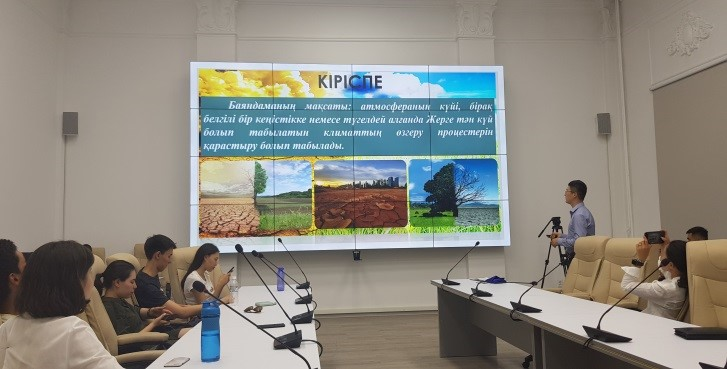 КІРІСПЕ
Баяндаманың мақсаты: атмосфераның күйі, бірақ
белгілі бір кеңістікке немесе түгелдей алғанда Жерге тән күй
болып табылатын климаттың өзгеру процестерін
қарастыру болып табылады.